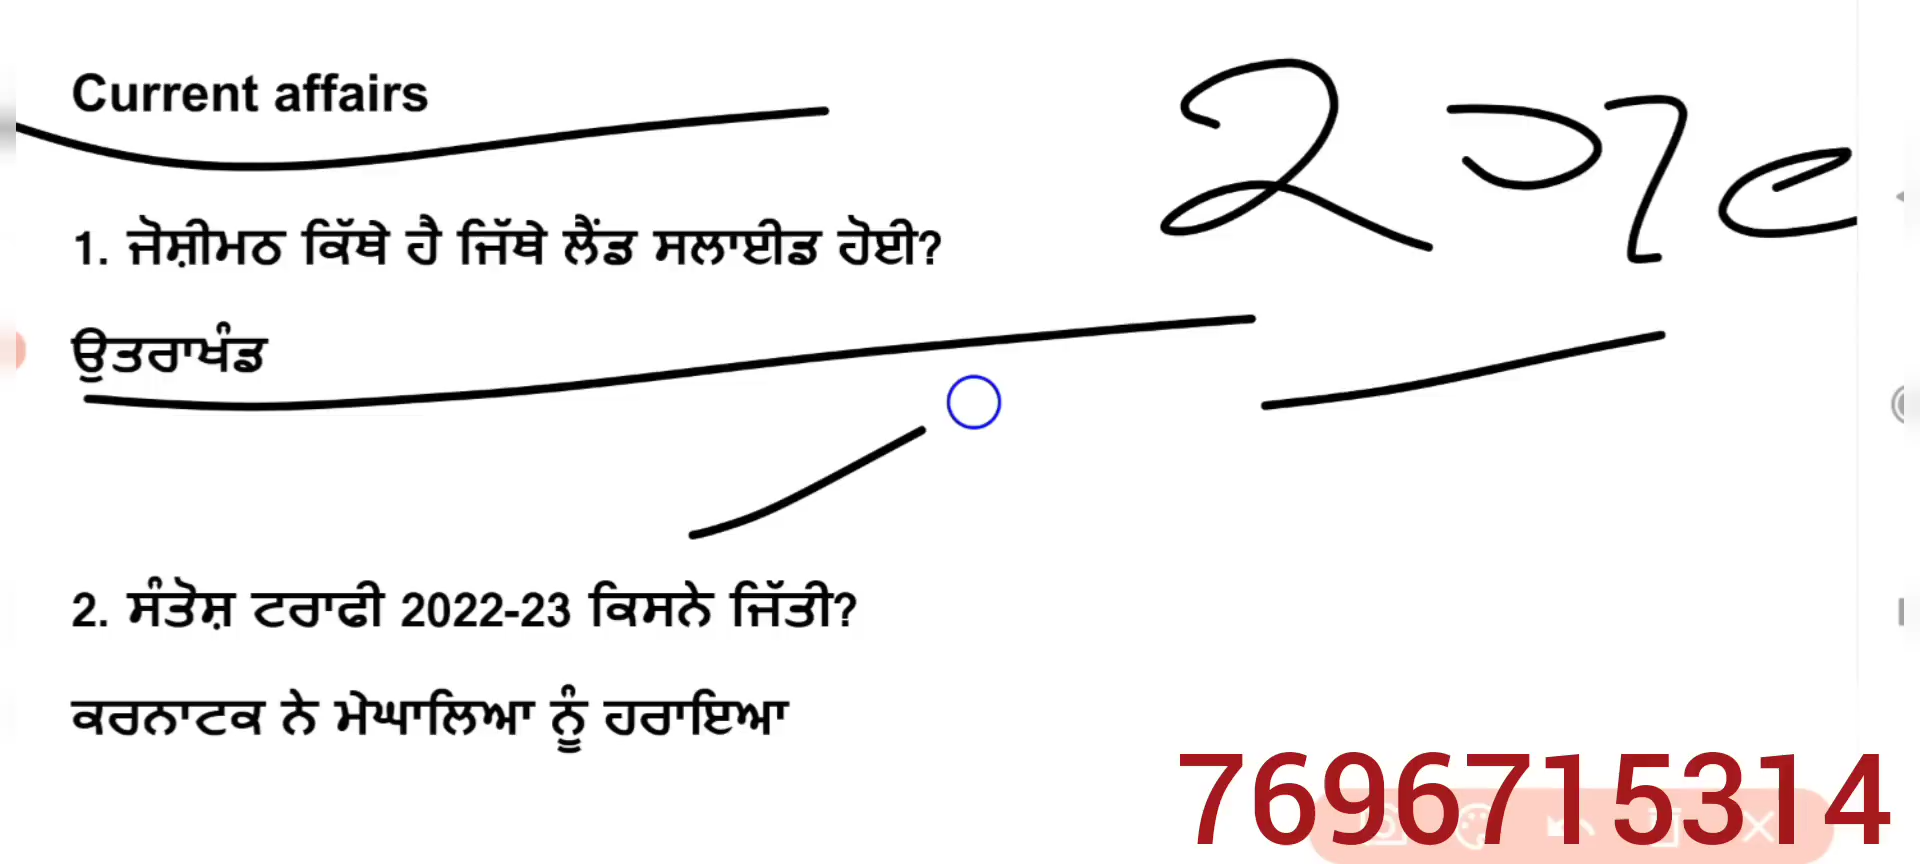 Current affairs
1. ਜੋਸ਼ੀਮਠ ਕਿੱਥੇ ਹੈ ਜਿੱਥੇ ਲੈਂਡ ਸਲਾਈਡ ਹੋਈ?
ਉਤਰਾਖੰਡ
2. ਸੰਤੋਸ਼ ਟਰਾਫੀ 2022-23 ਕਿਸਨੇ ਜਿੱਤੀ?
ਕਰਨਾਟਕ ਨੇ ਮੇਘਾਲਿਆ ਨੂੰ ਹਰਾਇਆ
7696715314